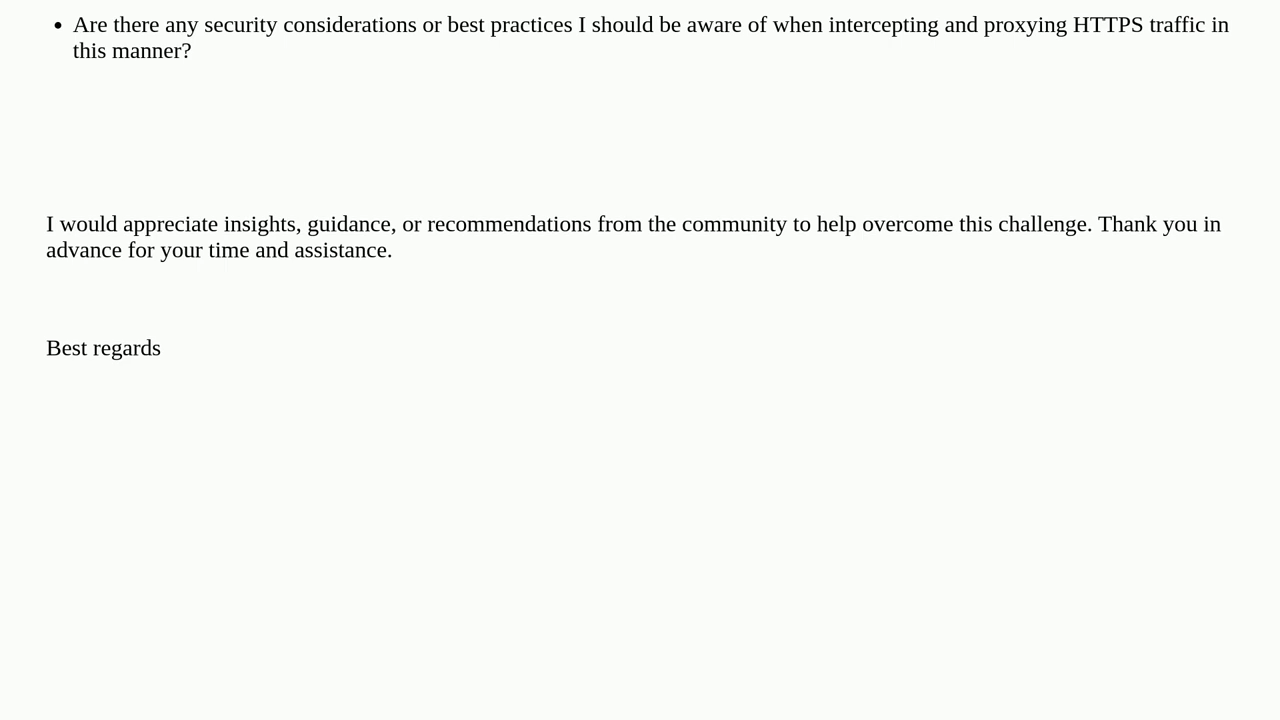 • Are there any security considerations or best practices I should be aware of when intercepting and proxying HTTPS traffic in
this manner?
I would appreciate insights, guidance, or recommendations from the community to help overcome this challenge. Thank you in
advance for your time and assistance.
Best regards